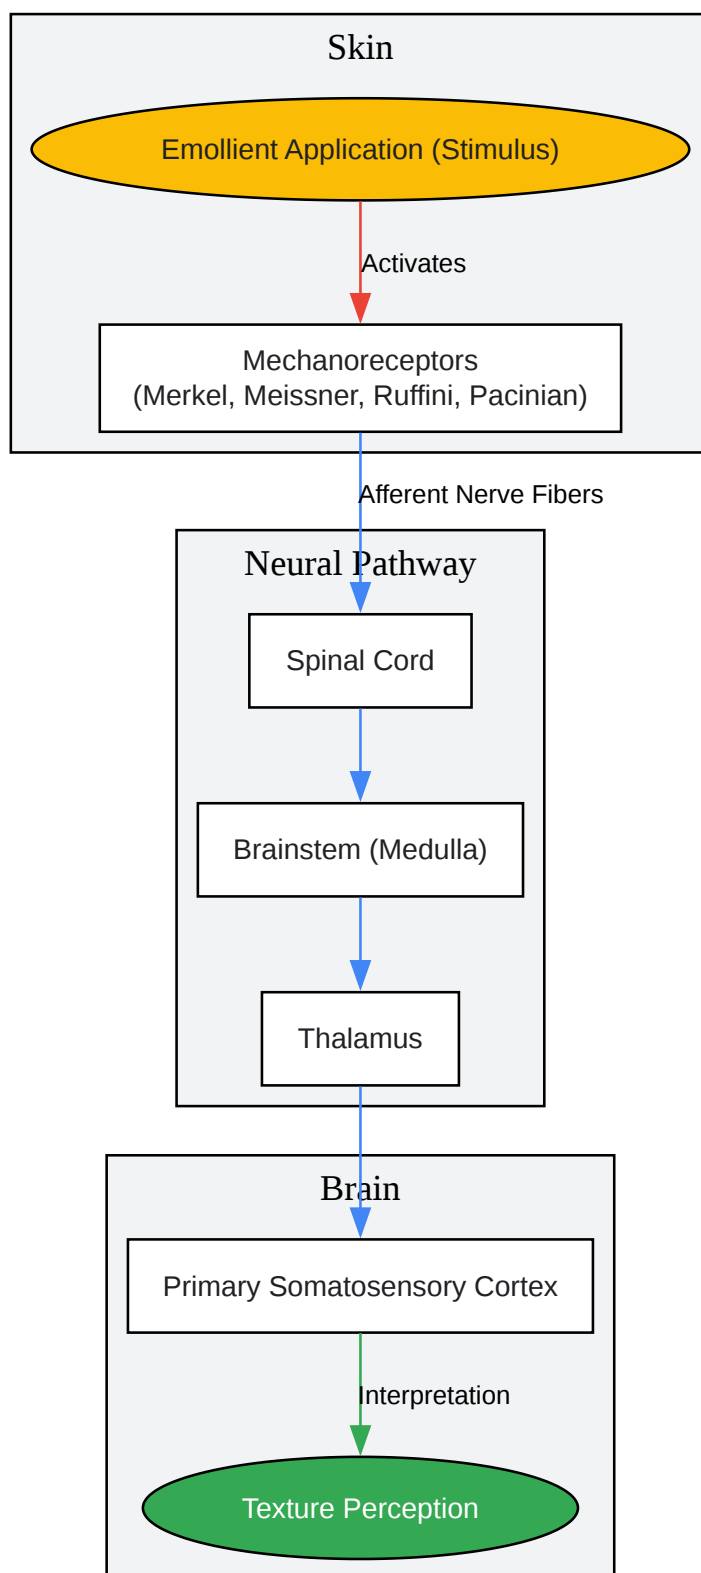 Skin
Emollient Application (Stimulus)
Activates
Mechanoreceptors
(Merkel, Meissner, Ruffini, Pacinian)
Afferent Nerve Fibers
Neural Pathway
Spinal Cord
Brainstem (Medulla)
Thalamus
Brain
Primary Somatosensory Cortex
Interpretation
Texture Perception